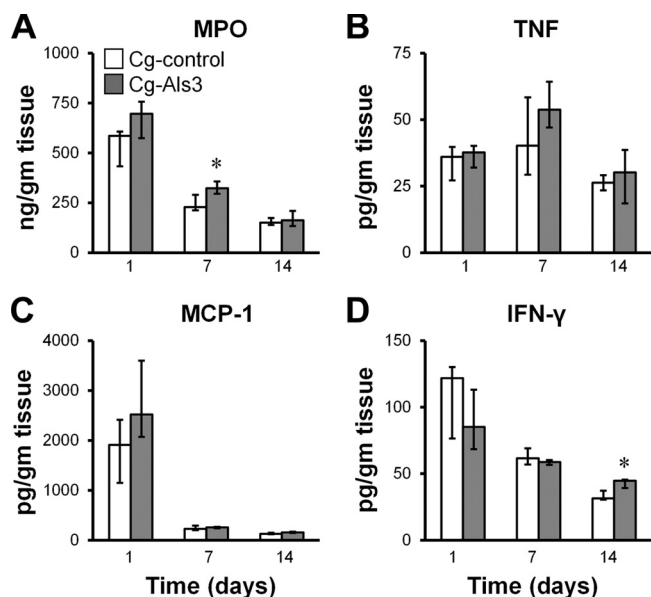 A
MPO
ng/gm tissue
1000
750
500
250
0
Cg-control
Cg-Als3
*
1 7 14
B
TNF
pg/gm tissue
75
50
25
0
1 7 14
C
MCP-1
pg/gm tissue
4000
3000
2000
1000
0
1 7 14
Time (days)
D
IFN-γ
pg/gm tissue
150
100
50
0
*
1 7 14
Time (days)